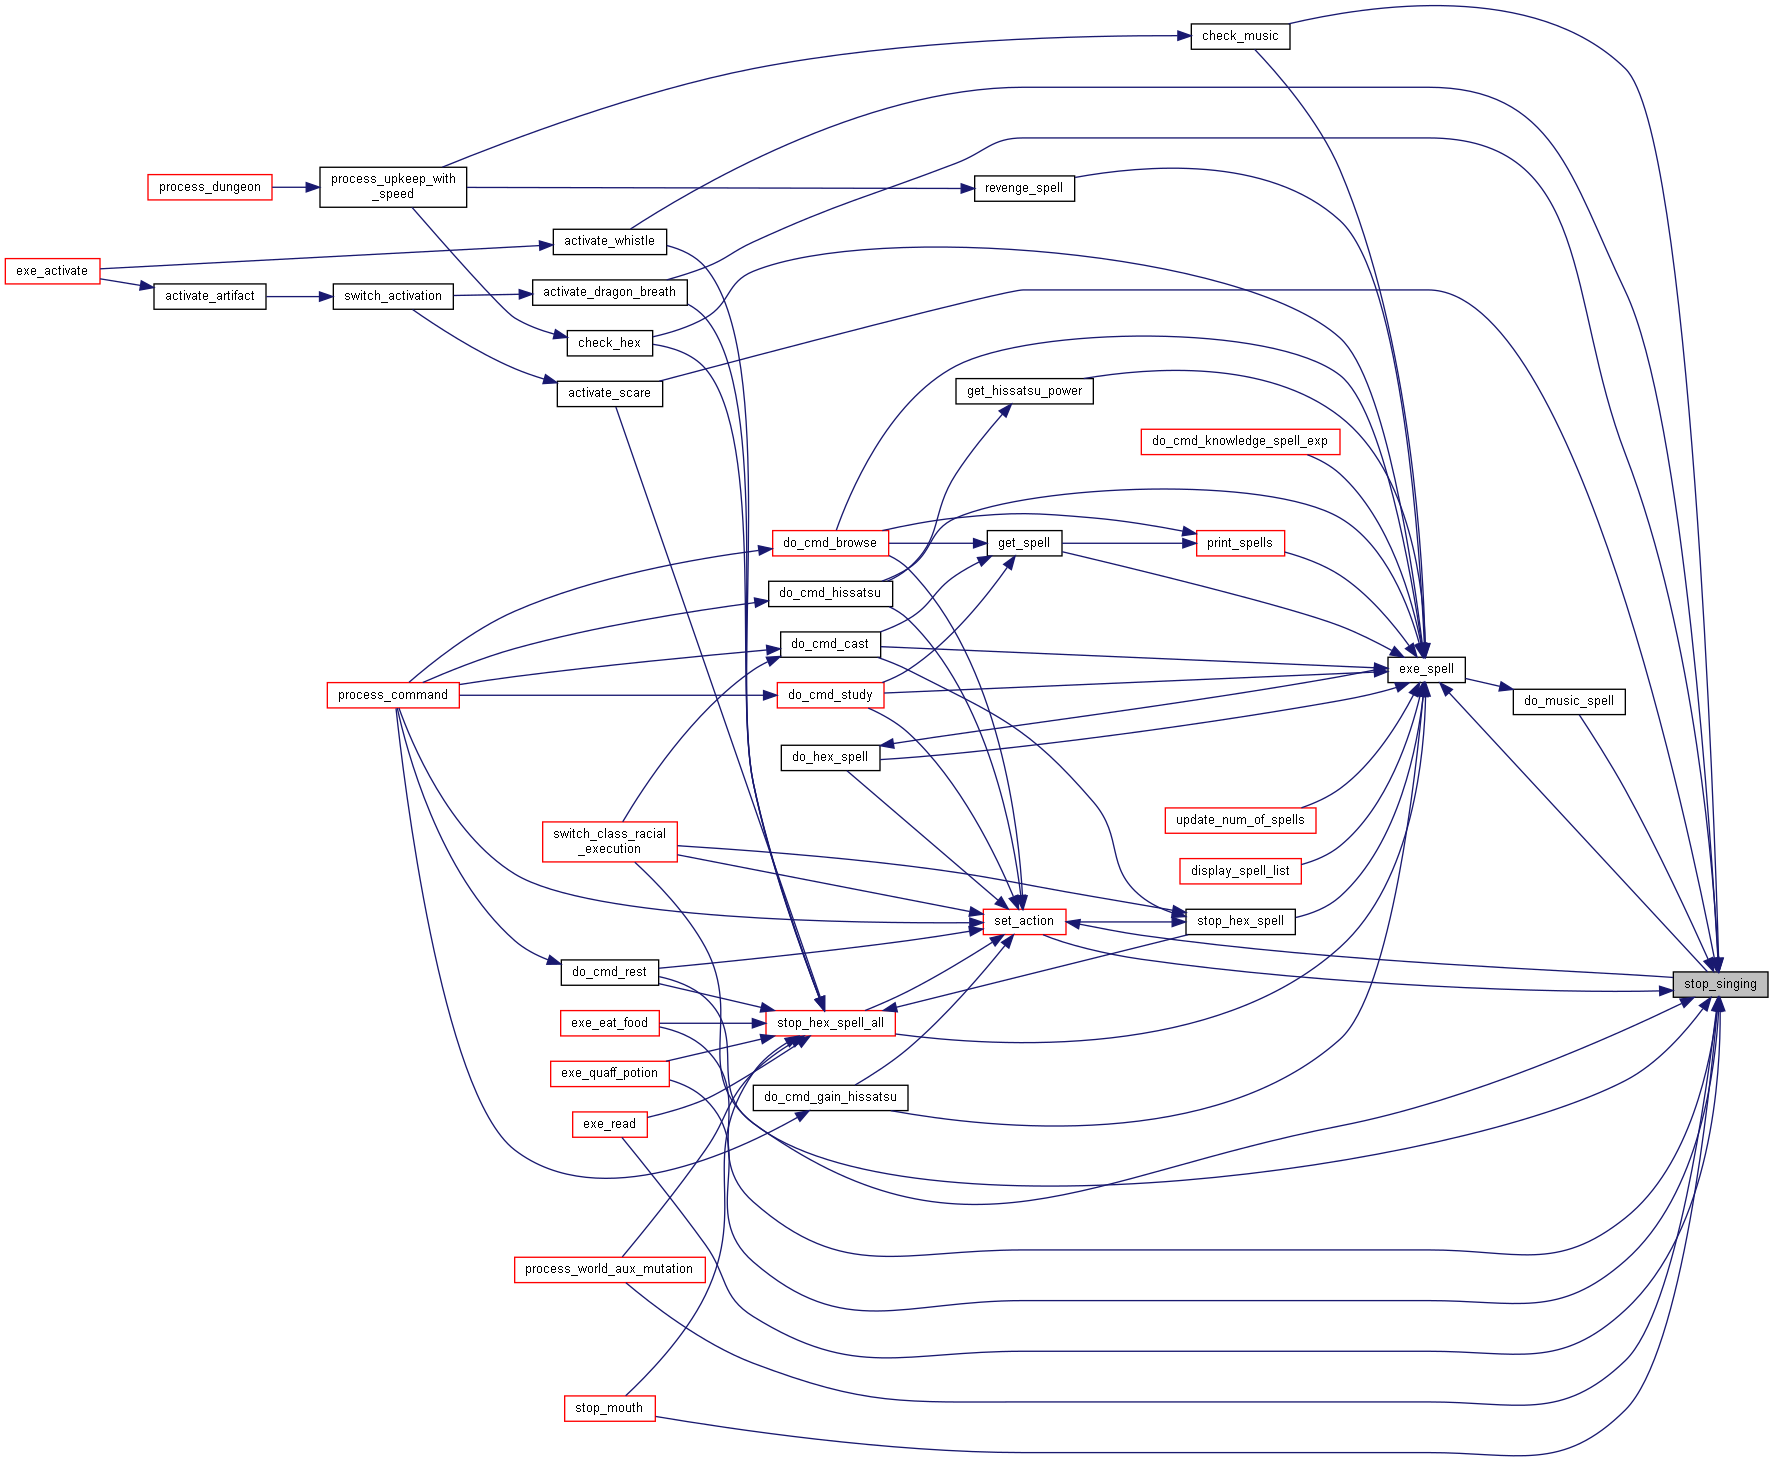 check_music
process_dungeon
process_upkeep_with
_speed
revenge_spell
activate_whistle
exe_activate
activate_artifact
switch_activation
activate_dragon_breath
check_hex
activate_scare
get_hissatsu_power
do_cmd_knowledge_spell_exp
do_cmd_browse
get_spell
print_spells
do_cmd_hissatsu
do_cmd_cast
exe_spell
process_command
do_cmd_study
do_music_spell
do_hex_spell
update_num_of_spells
switch_class_racial
_execution
display_spell_list
set_action
stop_hex_spell
do_cmd_rest
stop_singing
exe_eat_food
stop_hex_spell_all
exe_quaff_potion
do_cmd_gain_hissatsu
exe_read
process_world_aux_mutation
stop_mouth